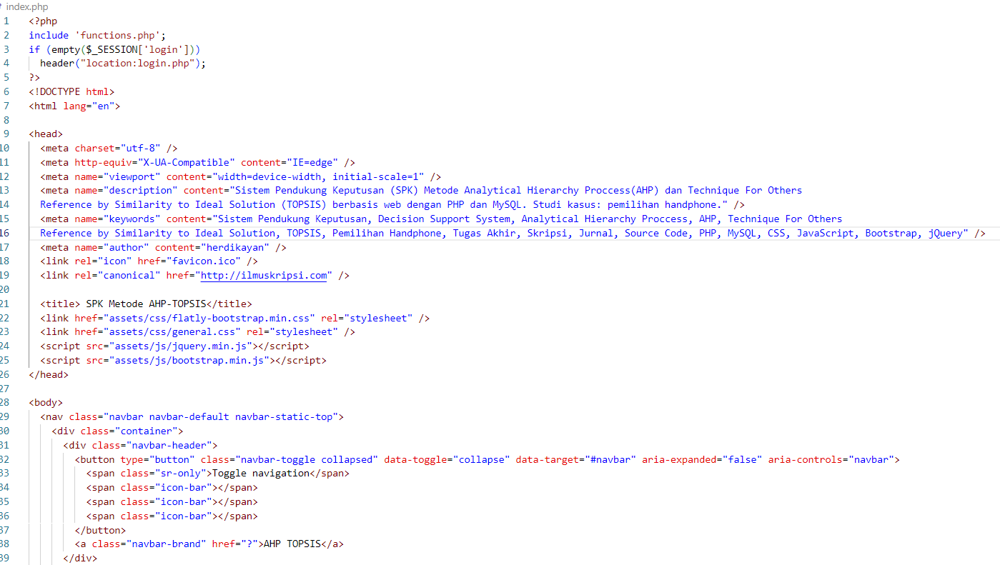 index.php
1 <?php
2 include 'functions.php';
3 if (empty($_SESSION['login']))
4   header("location:login.php");
5 ?>
6 <!DOCTYPE html>
7 <html lang="en">
8
9 <head>
10   <meta charset="utf-8" />
11   <meta http-equiv="X-UA-Compatible" content="IE=edge" />
12   <meta name="viewport" content="width=device-width, initial-scale=1" />
13   <meta name="description" content="Sistem Pendukung Keputusan (SPK) Metode Analytical Hierarchy Proccess(AHP) dan Technique For Others
14   Reference by Similarity to Ideal Solution (TOPSIS) berbasis web dengan PHP dan MySQL. Studi kasus: pemilihan handphone." />
15   <meta name="keywords" content="Sistem Pendukung Keputusan, Decision Support System, Analytical Hierarchy Proccess, AHP, Technique For Others
16   Reference by Similarity to Ideal Solution, TOPSIS, Pemilihan Handphone, Tugas Akhir, Skripsi, Jurnal, Source Code, PHP, MySQL, CSS, JavaScript, Bootstrap, jQuery" />
17   <meta name="author" content="herdikayan" />
18   <link rel="icon" href="favicon.ico" />
19   <link rel="canonical" href="http://ilmuskripsi.com" />
20
21   <title> SPK Metode AHP-TOPSIS</title>
22   <link href="assets/css/flatly-bootstrap.min.css" rel="stylesheet" />
23   <link href="assets/css/general.css" rel="stylesheet" />
24   <script src="assets/js/jquery.min.js"></script>
25   <script src="assets/js/bootstrap.min.js"></script>
26 </head>
27
28 <body>
29   <nav class="navbar navbar-default navbar-static-top">
30     <div class="container">
31       <div class="navbar-header">
32         <button type="button" class="navbar-toggle collapsed" data-toggle="collapse" data-target="#navbar" aria-expanded="false" aria-controls="navbar">
33           <span class="sr-only">Toggle navigation</span>
34           <span class="icon-bar"></span>
35           <span class="icon-bar"></span>
36           <span class="icon-bar"></span>
37         </button>
38         <a class="navbar-brand" href="?">AHP TOPSIS</a>
39       </div>